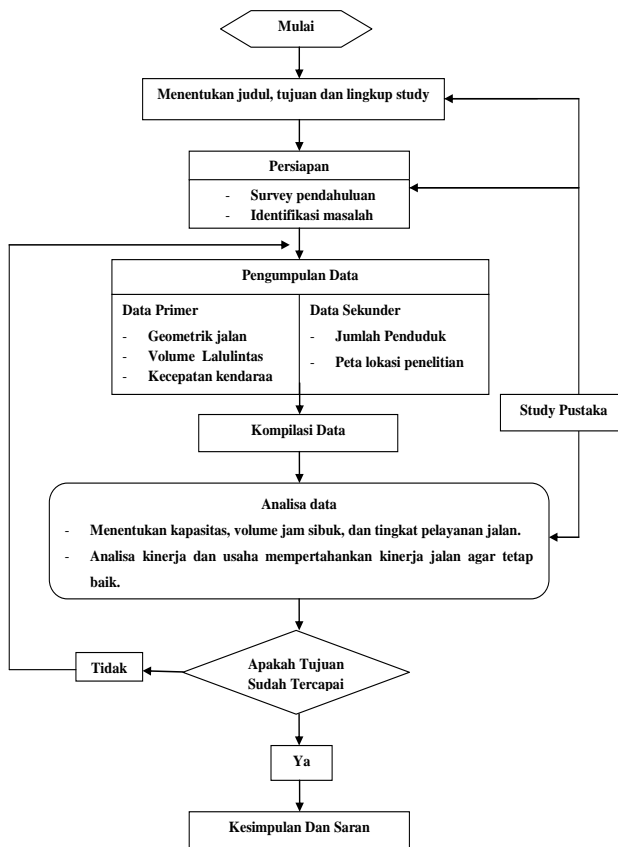 Mulai
Menentukan judul, tujuan dan lingkup study
Persiapan
- Survey pendahuluan
- Identifikasi masalah
Pengumpulan Data
Data Primer
- Geometrik jalan
- Volume Lalulintas
- Kecepatan kendaraa
Data Sekunder
- Jumlah Penduduk
- Peta lokasi penelitian
Study Pustaka
Kompilasi Data
Analisa data
- Menentukan kapasitas, volume jam sibuk, dan tingkat pelayanan jalan.
- Analisa kinerja dan usaha mempertahankan kinerja jalan agar tetap
baik.
Tidak
Apakah Tujuan
Sudah Tercapai
Ya
Kesimpulan Dan Saran